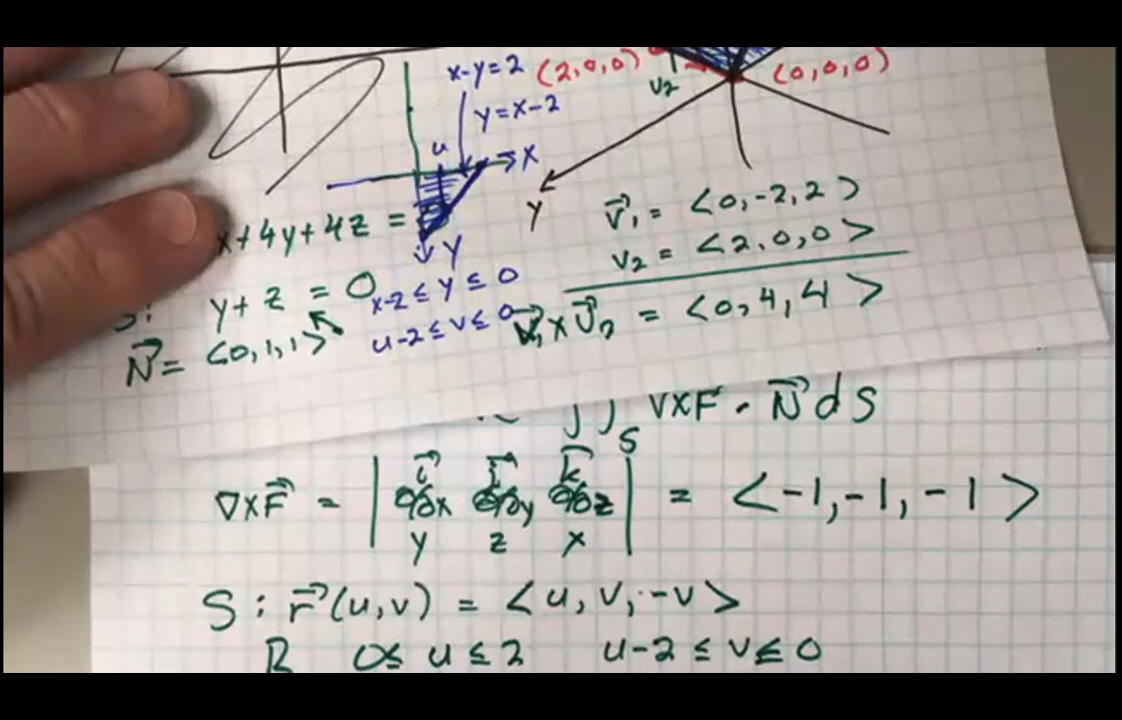 x-y=2 (2,0,0) v2 (0,0,0)
y=x-2
u x
y
x+4y+4z =
y
v⃗₁ = <0,-2,2>
v₂ = <2,0,0>
S: y+z = 0
x-2 ≤ y ≤ 0
u-2 ≤ v ≤ 0
N⃗ = <0,1,1>
v⃗₁ x v⃗₂ = <0,4,4>
∫∫S ∇xF · N⃗ dS
∇xF⃗ = | i⃗ j⃗ k⃗ | = <-1,-1,-1>
∂/∂x ∂/∂y ∂/∂z
y z x
S: r⃗(u,v) = <u,v,-v>
R 0≤ u ≤ 2 u-2 ≤ v ≤ 0